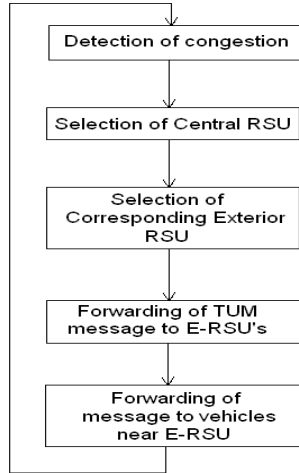 Detection of congestion
Selection of Central RSU
Selection of
Corresponding Exterior
RSU
Forwarding of TUM
message to E-RSU's
Forwarding of
message to vehicles
near E-RSU